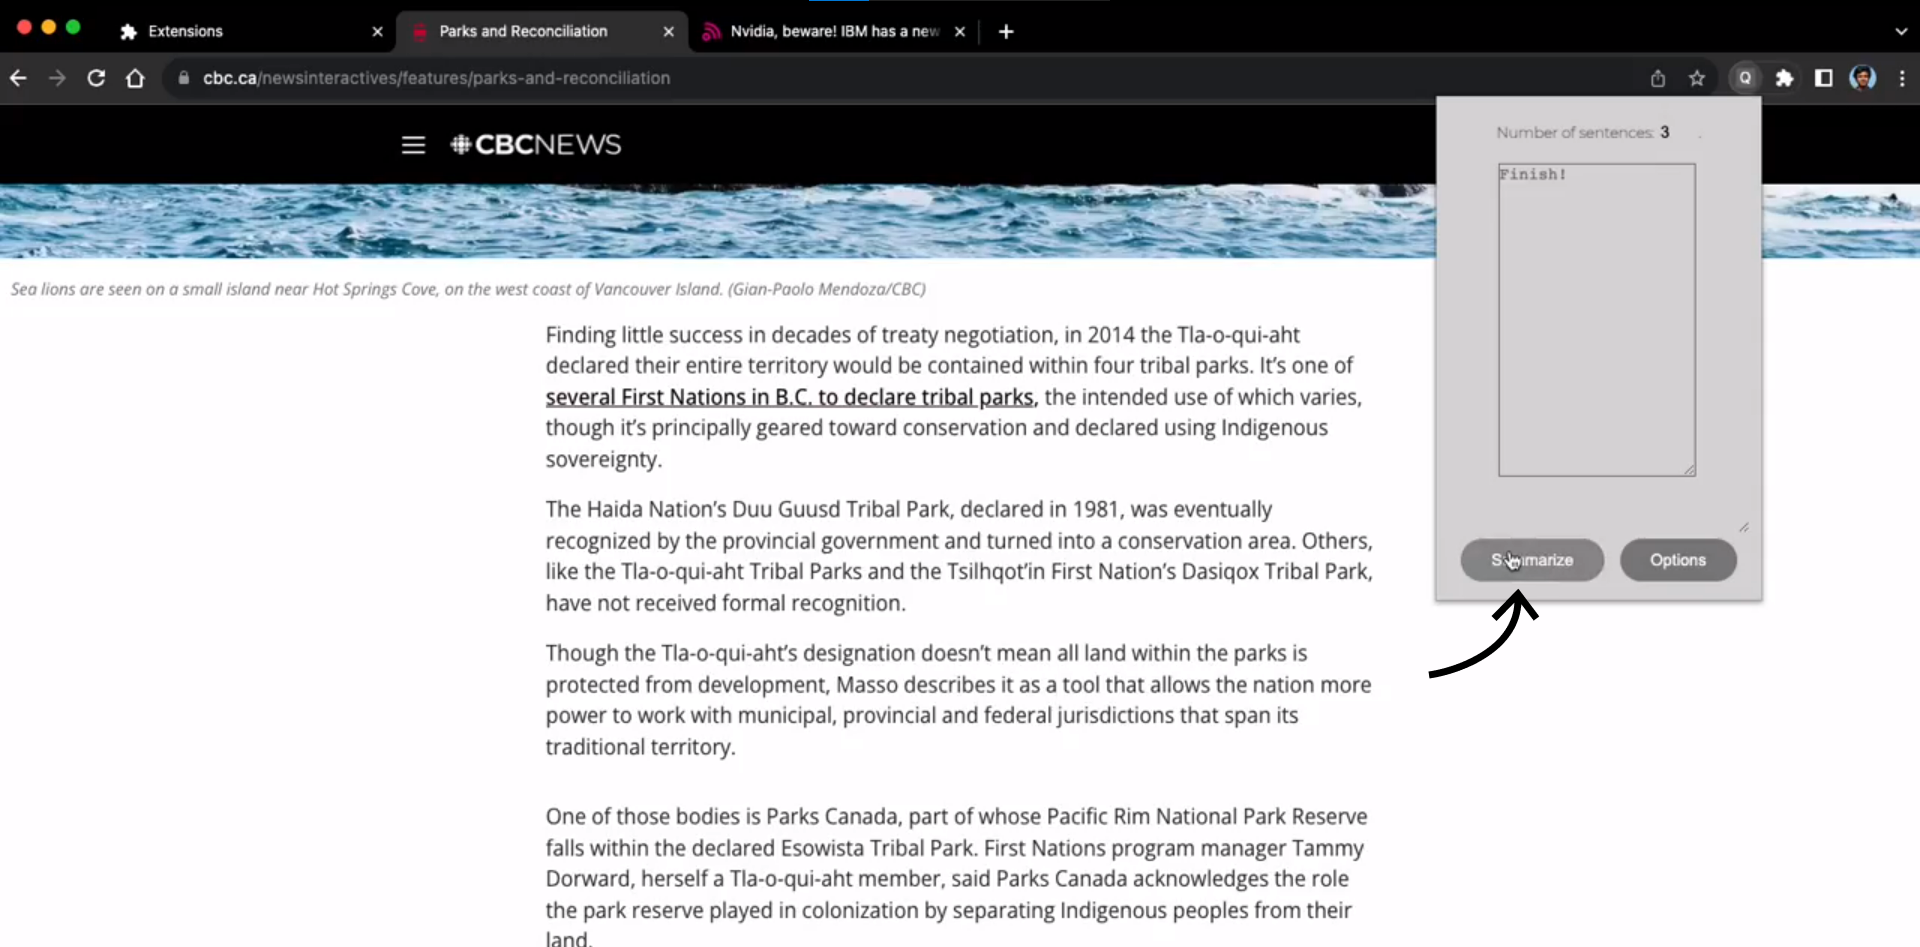 Extensions
Parks and Reconciliation
Nvidia, beware! IBM has a new
cbc.ca/newsinteractives/features/parks-and-reconciliation
Q
CBCNEWS
Number of sentences: 3
Finish!
Summarize
Options
Sea lions are seen on a small island near Hot Springs Cove, on the west coast of Vancouver Island. (Gian-Paolo Mendoza/CBC)
Finding little success in decades of treaty negotiation, in 2014 the Tla-o-qui-aht
declared their entire territory would be contained within four tribal parks. It’s one of
several First Nations in B.C. to declare tribal parks, the intended use of which varies,
though it’s principally geared toward conservation and declared using Indigenous
sovereignty.
The Haida Nation’s Duu Guusd Tribal Park, declared in 1981, was eventually
recognized by the provincial government and turned into a conservation area. Others,
like the Tla-o-qui-aht Tribal Parks and the Tsilhqot’in First Nation’s Dasiqox Tribal Park,
have not received formal recognition.
Though the Tla-o-qui-aht’s designation doesn’t mean all land within the parks is
protected from development, Masso describes it as a tool that allows the nation more
power to work with municipal, provincial and federal jurisdictions that span its
traditional territory.
One of those bodies is Parks Canada, part of whose Pacific Rim National Park Reserve
falls within the declared Esowista Tribal Park. First Nations program manager Tammy
Dorward, herself a Tla-o-qui-aht member, said Parks Canada acknowledges the role
the park reserve played in colonization by separating Indigenous peoples from their
land.